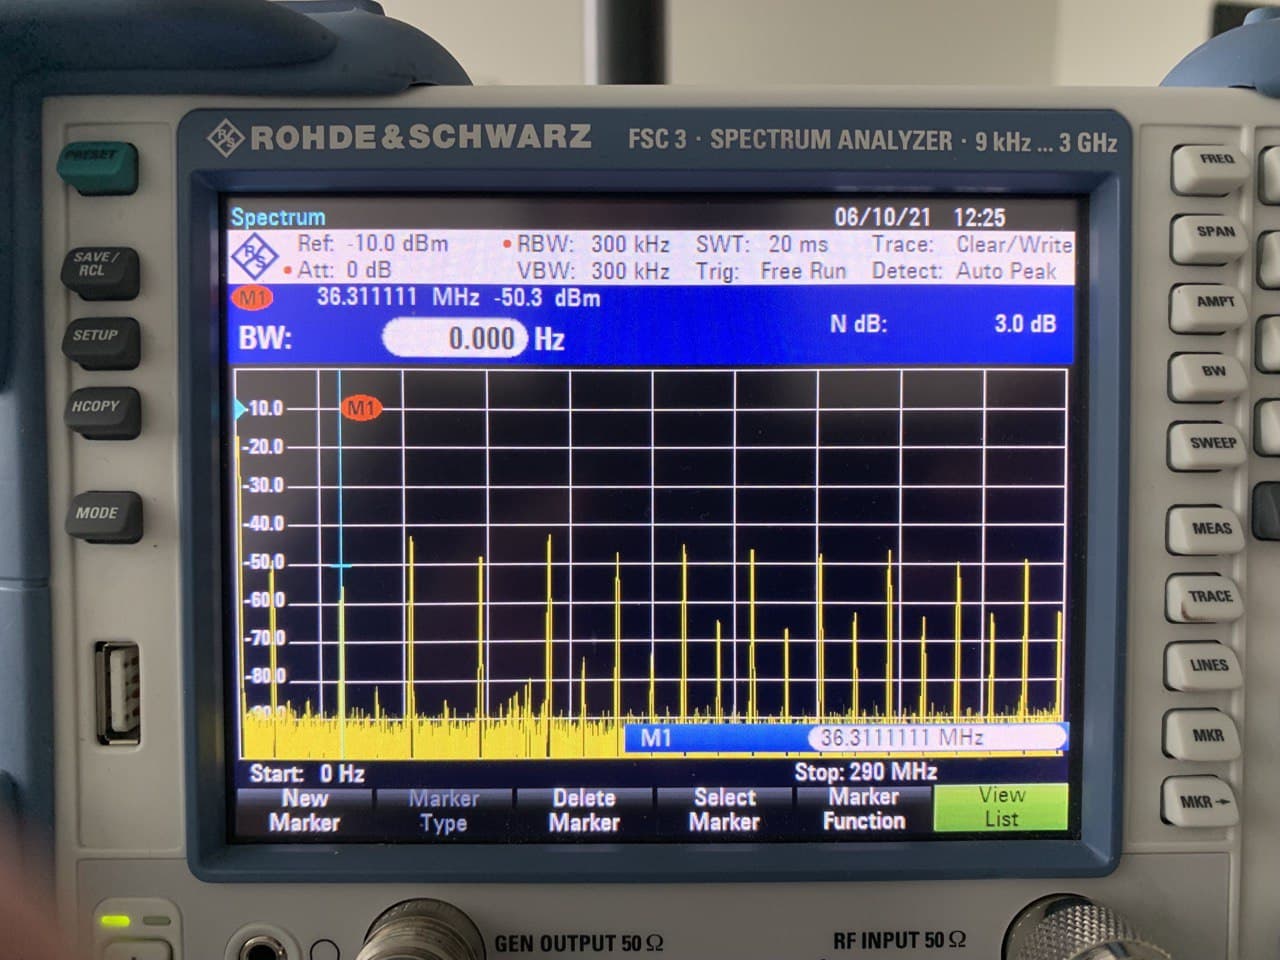 ROHDE & SCHWARZ FSC 3 · SPECTRUM ANALYZER · 9 kHz ... 3 GHz
PRESET
SAVE / RCL
SETUP
HCOPY
MODE
Spectrum 06/10/21 12:25
Ref: -10.0 dBm • RBW: 300 kHz SWT: 20 ms Trace: Clear/Write
• Att: 0 dB VBW: 300 kHz Trig: Free Run Detect: Auto Peak
M1 36.311111 MHz -50.3 dBm
BW: 0.000 Hz N dB: 3.0 dB
M1
-10.0
-20.0
-30.0
-40.0
-50.0
-60.0
-70.0
-80.0
-90.0
M1 36.3111111 MHz
Start: 0 Hz Stop: 290 MHz
New Marker
Marker Type
Delete Marker
Select Marker
Marker Function
View List
FREQ
SPAN
AMPT
BW
SWEEP
MEAS
TRACE
LINES
MKR
MKR→
GEN OUTPUT 50 Ω RF INPUT 50 Ω